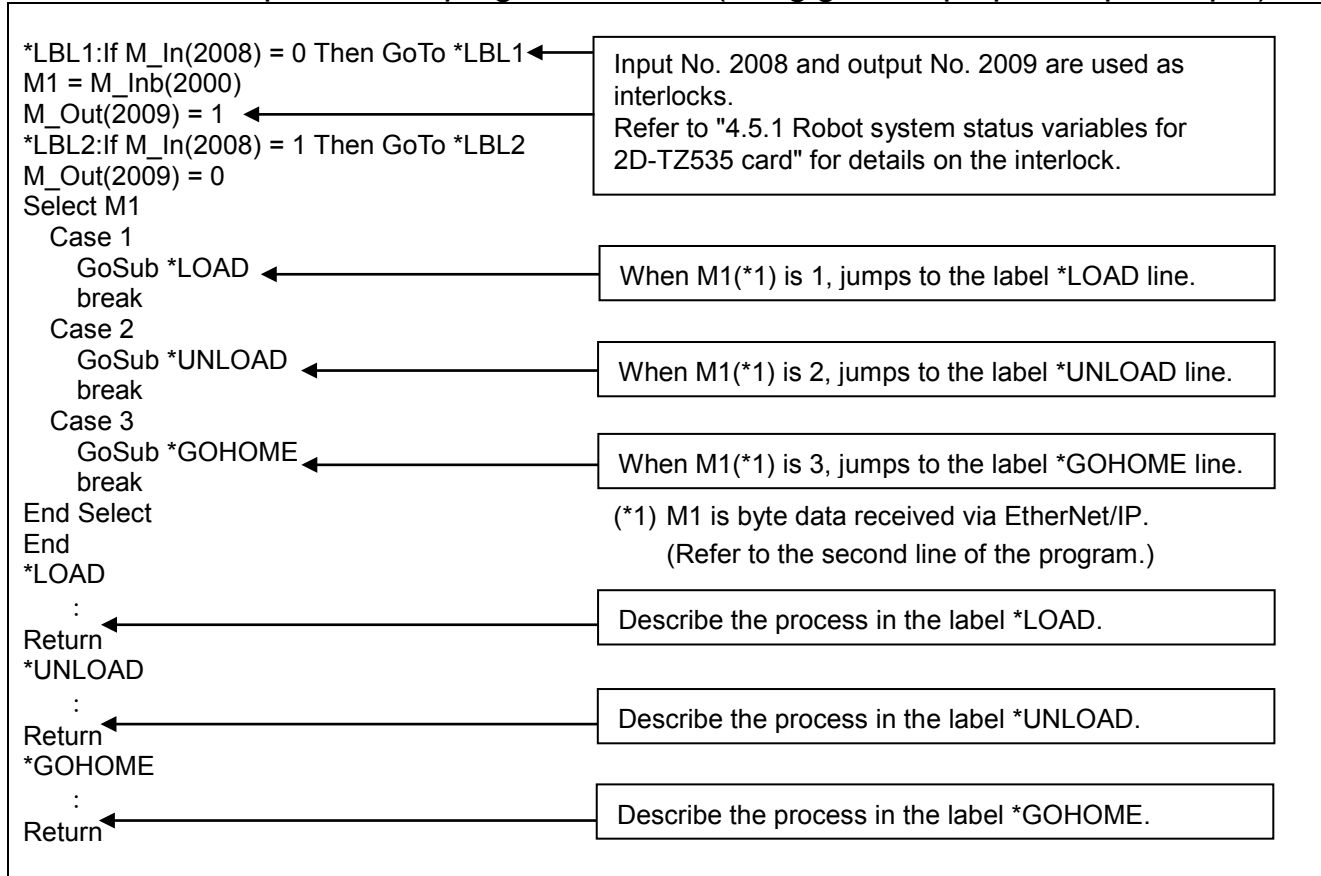 *LBL1:If M_In(2008) = 0 Then GoTo *LBL1
M1 = M_Inb(2000)
M_Out(2009) = 1
*LBL2:If M_In(2008) = 1 Then GoTo *LBL2
M_Out(2009) = 0
Input No. 2008 and output No. 2009 are used as
interlocks.
Refer to "4.5.1 Robot system status variables for
2D-TZ535 card" for details on the interlock.
Select M1
Case 1
GoSub *LOAD
When M1(*1) is 1, jumps to the label *LOAD line.
break
Case 2
GoSub *UNLOAD
When M1(*1) is 2, jumps to the label *UNLOAD line.
break
Case 3
GoSub *GOHOME
When M1(*1) is 3, jumps to the label *GOHOME line.
break
End Select
(*1) M1 is byte data received via EtherNet/IP.
(Refer to the second line of the program.)
End
*LOAD
:
Return
Describe the process in the label *LOAD.
*UNLOAD
:
Return
Describe the process in the label *UNLOAD.
*GOHOME
:
Return
Describe the process in the label *GOHOME.